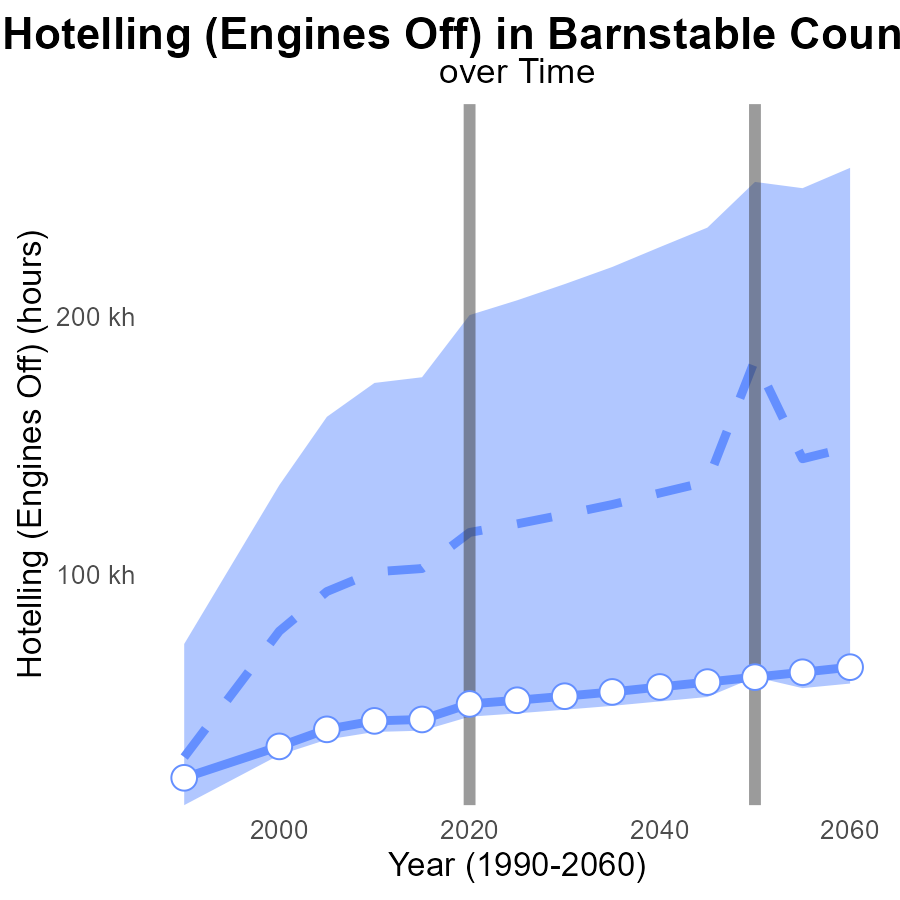 Hotelling (Engines Off) in Barnstable Coun
over Time
Hotelling (Engines Off) (hours)
200 kh
100 kh
2000
2020
2040
2060
Year (1990-2060)